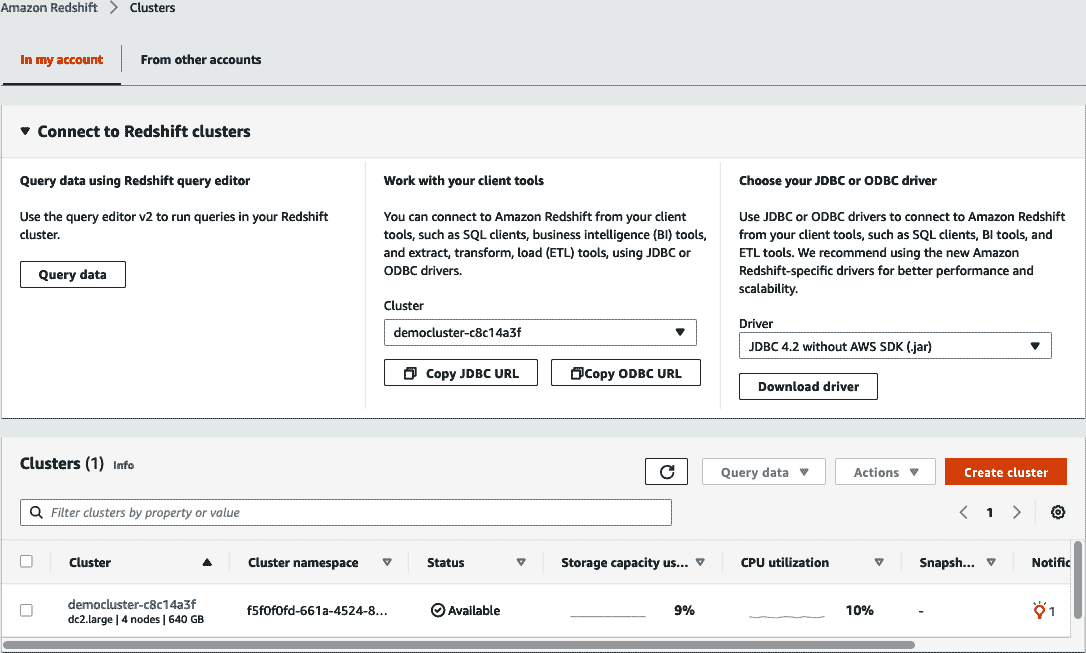 Amazon Redshift > Clusters
In my account
From other accounts
Connect to Redshift clusters
Query data using Redshift query editor
Use the query editor v2 to run queries in your Redshift
cluster.
Query data
Work with your client tools
You can connect to Amazon Redshift from your client
tools, such as SQL clients, business intelligence (BI) tools,
and extract, transform, load (ETL) tools, using JDBC or
ODBC drivers.
Cluster
democluster-c8c14a3f
Copy JDBC URL
Copy ODBC URL
Choose your JDBC or ODBC driver
Use JDBC or ODBC drivers to connect to Amazon Redshift
from your client tools, such as SQL clients, BI tools, and
ETL tools. We recommend using the new Amazon
Redshift-specific drivers for better performance and
scalability.
Driver
JDBC 4.2 without AWS SDK (.jar)
Download driver
Clusters (1) Info
Query data
Actions
Create cluster
Filter clusters by property or value
1
Cluster
Cluster namespace
Status
Storage capacity us...
CPU utilization
Snapsh...
Notific
democluster-c8c14a3f
dc2.large | 4 nodes | 640 GB
f5f0f0fd-661a-4524-8...
Available
9%
10%
-
1